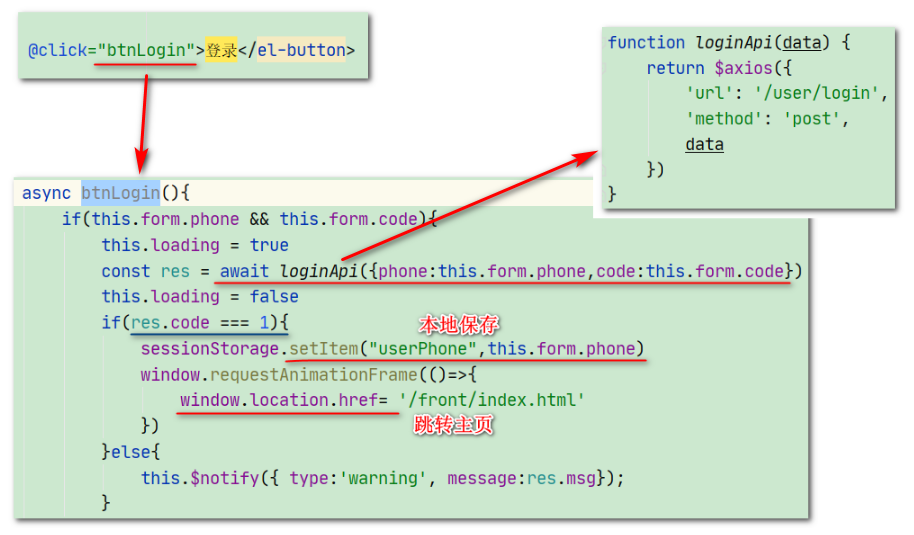 @click="btnLogin">登录</el-button>
function loginApi(data) {
return $axios({
'url': '/user/login',
'method': 'post',
data
})
}
async btnLogin(){
if(this.form.phone && this.form.code){
this.loading = true
const res = await loginApi({phone:this.form.phone,code:this.form.code})
this.loading = false
if(res.code === 1){
本地保存
sessionStorage.setItem("userPhone",this.form.phone)
window.requestAnimationFrame(()=>{
window.location.href= '/front/index.html'
})
跳转主页
}else{
this.$notify({ type:'warning', message:res.msg});
}